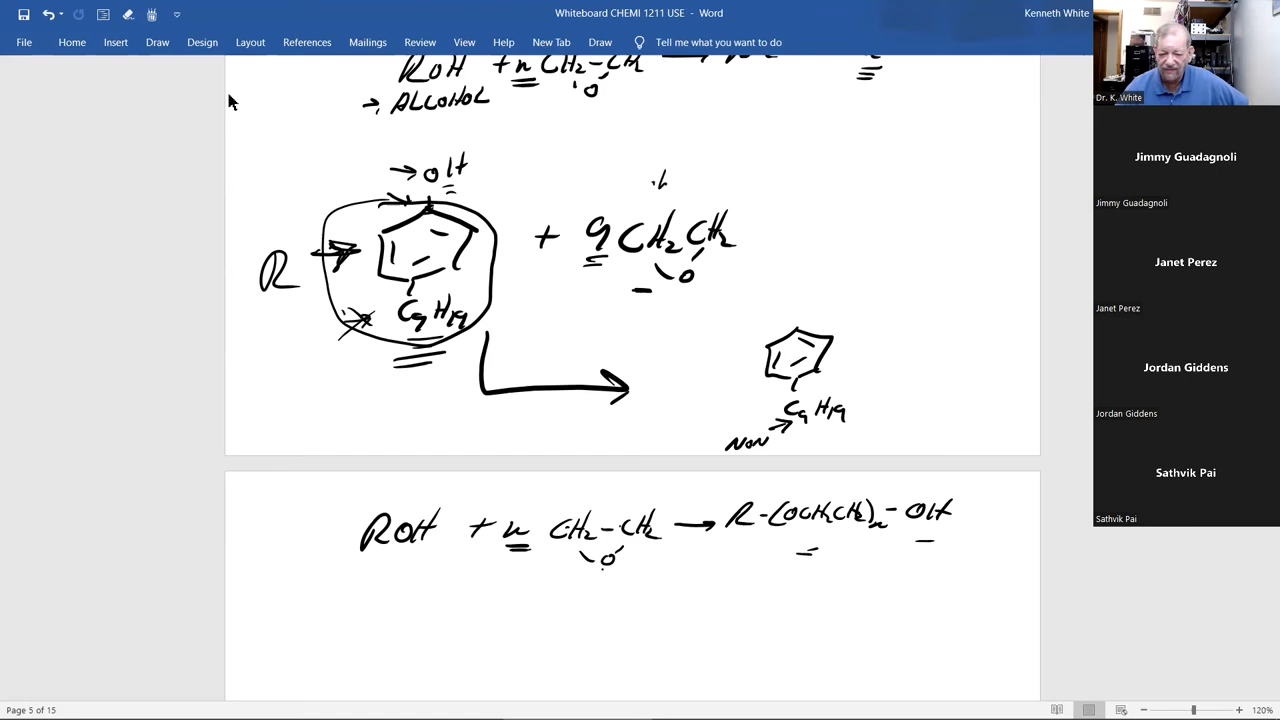 Whiteboard CHEMI 1211 USE - Word
Kenneth White
File Home Insert Draw Design Layout References Mailings Review View Help New Tab Draw Tell me what you want to do
ROH + n CH2-CH
O
→ ALCOHOL
→ OH
R → + 9 CH2 CH2
O
C9H19
C9H19
NON →
ROH + n CH2-CH2 → R-(OCH2CH2)n-OH
O
Dr. K. White
Jimmy Guadagnoli
Jimmy Guadagnoli
Janet Perez
Janet Perez
Jordan Giddens
Jordan Giddens
Sathvik Pai
Sathvik Pai
Page 5 of 15
120%